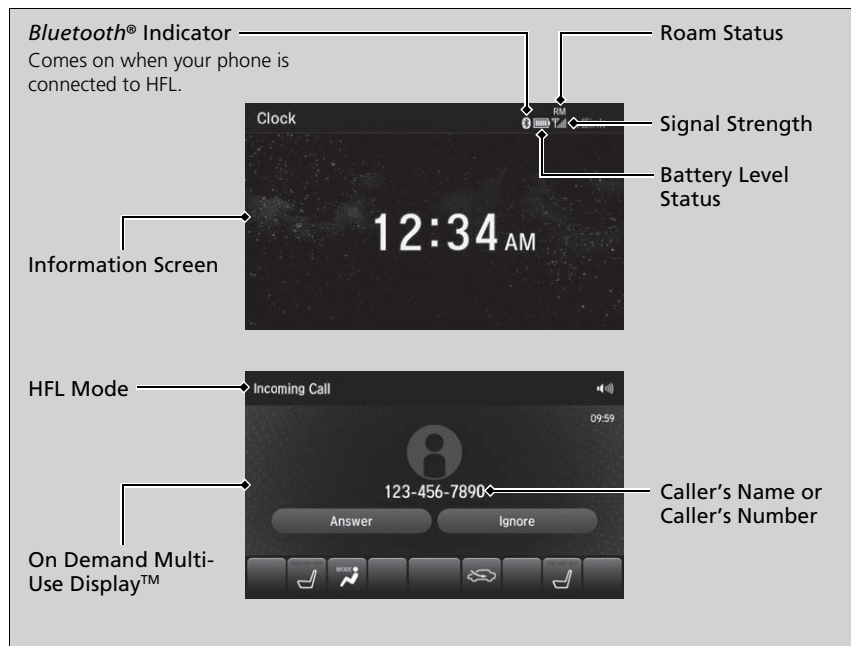 Bluetooth® Indicator
Comes on when your phone is
connected to HFL.
Roam Status
Signal Strength
Battery Level
Status
Information Screen
Clock
RM
12:34 AM
HFL Mode
Incoming Call
09:59
123-456-7890
Answer
Ignore
MODE
Caller's Name or
Caller's Number
On Demand Multi-
Use Display™